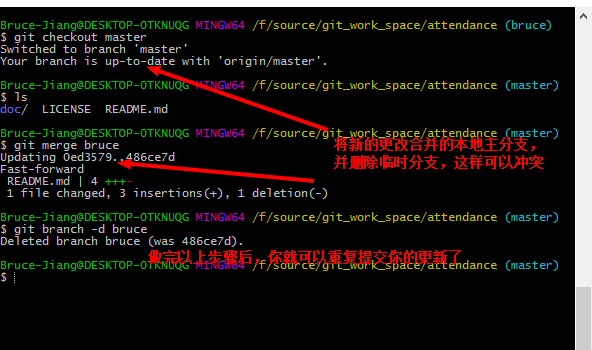 Bruce-Jiang@DESKTOP-OTKNUQG MINGW64 /f/source/git_work_space/attendance (bruce)
$ git checkout master
Switched to branch 'master'
Your branch is up-to-date with 'origin/master'.
Bruce-Jiang@DESKTOP-OTKNUQG MINGW64 /f/source/git_work_space/attendance (master)
$ ls
doc/ LICENSE README.md
Bruce-Jiang@DESKTOP-OTKNUQG MINGW64 /f/source/git_work_space/attendance (master)
$ git merge bruce
Updating 0ed3579..486ce7d
Fast-forward
README.md | 4 +++-
1 file changed, 3 insertions(+), 1 deletion(-)
将新的更改合并的本地主分支，
并删除临时分支，这样可以冲突
Bruce-Jiang@DESKTOP-OTKNUQG MINGW64 /f/source/git_work_space/attendance (master)
$ git branch -d bruce
Deleted branch bruce (was 486ce7d).
做完以上步骤后，你就可以重复提交你的更新了
Bruce-Jiang@DESKTOP-OTKNUQG MINGW64 /f/source/git_work_space/attendance (master)
$